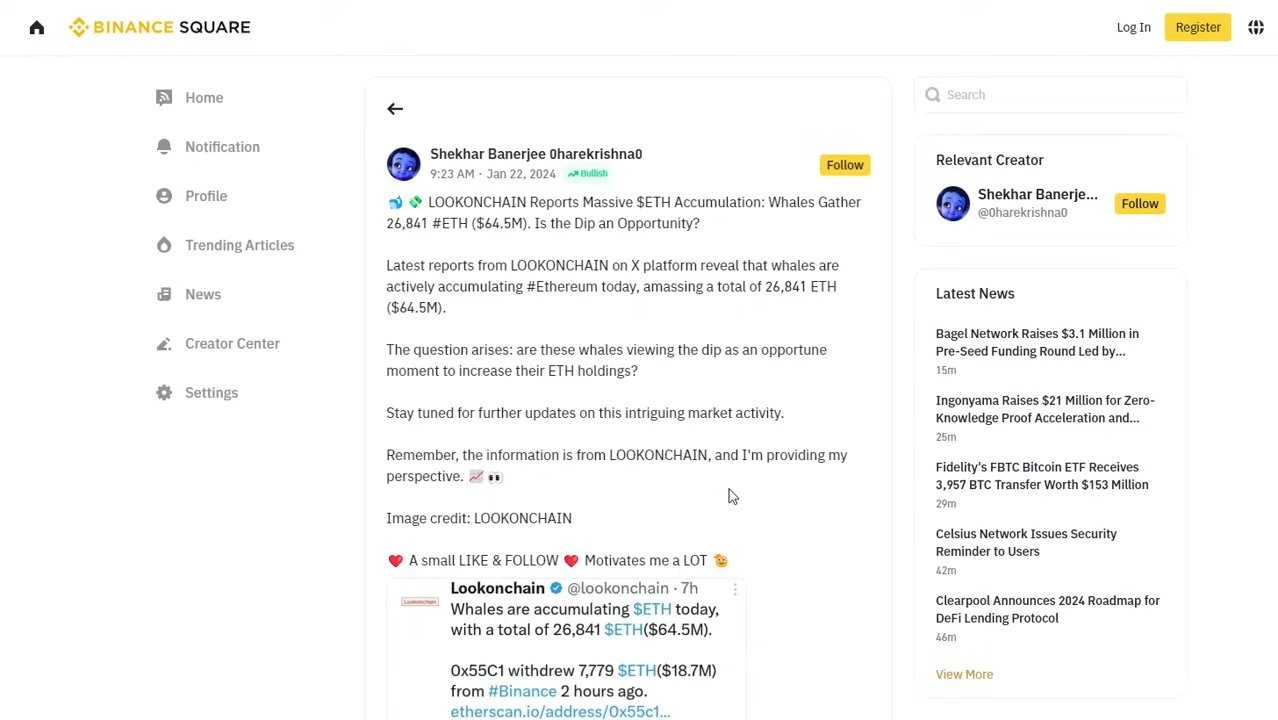 BINANCE SQUARE
Log In
Register
Home
Notification
Profile
Trending Articles
News
Creator Center
Settings
Shekhar Banerjee 0harekrishna0
9:23 AM · Jan 22, 2024
Bullish
Follow
🐋 💸 LOOKONCHAIN Reports Massive $ETH Accumulation: Whales Gather
26,841 #ETH ($64.5M). Is the Dip an Opportunity?
Latest reports from LOOKONCHAIN on X platform reveal that whales are
actively accumulating #Ethereum today, amassing a total of 26,841 ETH
($64.5M).
The question arises: are these whales viewing the dip as an opportune
moment to increase their ETH holdings?
Stay tuned for further updates on this intriguing market activity.
Remember, the information is from LOOKONCHAIN, and I'm providing my
perspective. 📈 👀
Image credit: LOOKONCHAIN
❤️ A small LIKE & FOLLOW ❤️ Motivates me a LOT 🫡
Lookonchain
Lookonchain @lookonchain · 7h
Whales are accumulating $ETH today,
with a total of 26,841 $ETH($64.5M).
0x55C1 withdrew 7,779 $ETH($18.7M)
from #Binance 2 hours ago.
etherscan.io/address/0x55c1...
Search
Relevant Creator
Shekhar Banerje...
@0harekrishna0
Follow
Latest News
Bagel Network Raises $3.1 Million in
Pre-Seed Funding Round Led by...
15m
Ingonyama Raises $21 Million for Zero-
Knowledge Proof Acceleration and...
25m
Fidelity's FBTC Bitcoin ETF Receives
3,957 BTC Transfer Worth $153 Million
29m
Celsius Network Issues Security
Reminder to Users
42m
Clearpool Announces 2024 Roadmap for
DeFi Lending Protocol
46m
View More